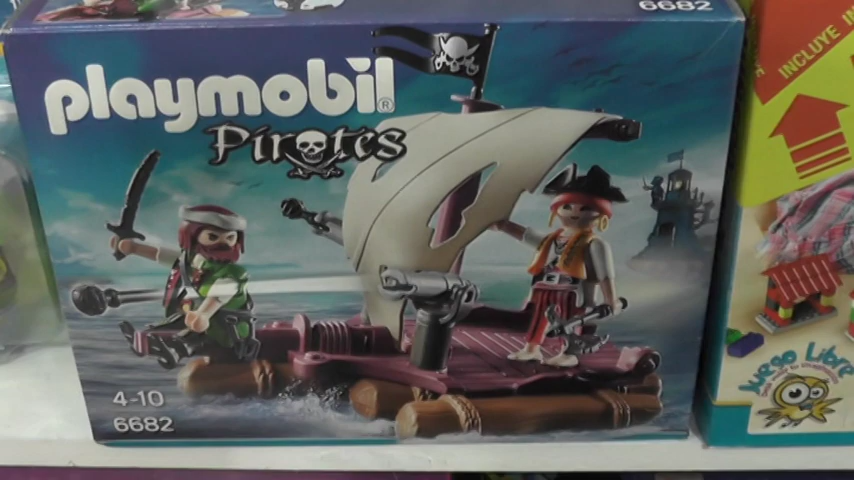 6682
playmobil®
Pirates
4-10
6682
INCLUYE
Juego Libre